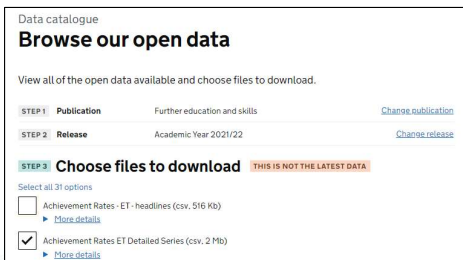 Data catalogue
Browse our open data
View all of the open data available and choose files to download.
STEP 1 Publication Further education and skills Change publication
STEP 2 Release Academic Year 2021/22 Change release
STEP 3 Choose files to download THIS IS NOT THE LATEST DATA
Select all 31 options
Achievement Rates - ET - headlines (csv, 516 Kb)
More details
Achievement Rates ET Detailed Series (csv, 2 Mb)
More details